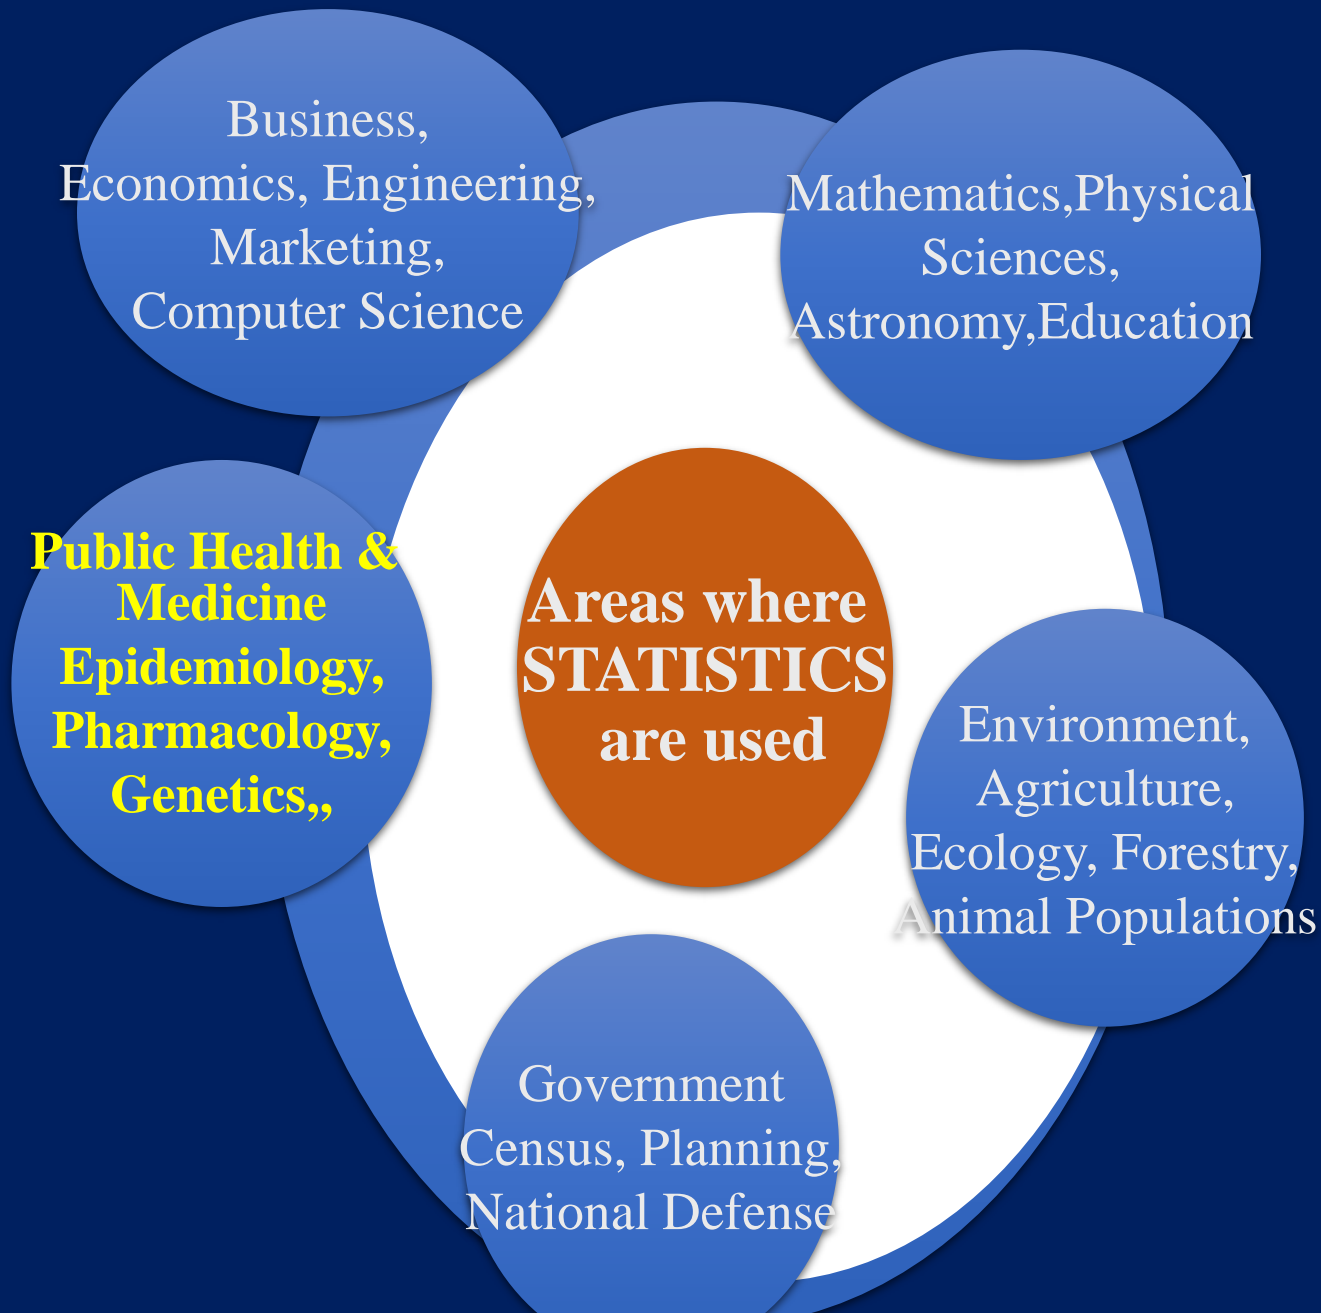 Business,
Economics, Engineering,
Marketing,
Computer Science
Mathematics,Physical
Sciences,
Astronomy,Education
Public Health &
Medicine
Epidemiology,
Pharmacology,
Genetics,,
Areas where
STATISTICS
are used
Environment,
Agriculture,
Ecology, Forestry,
Animal Populations
Government
Census, Planning,
National Defense